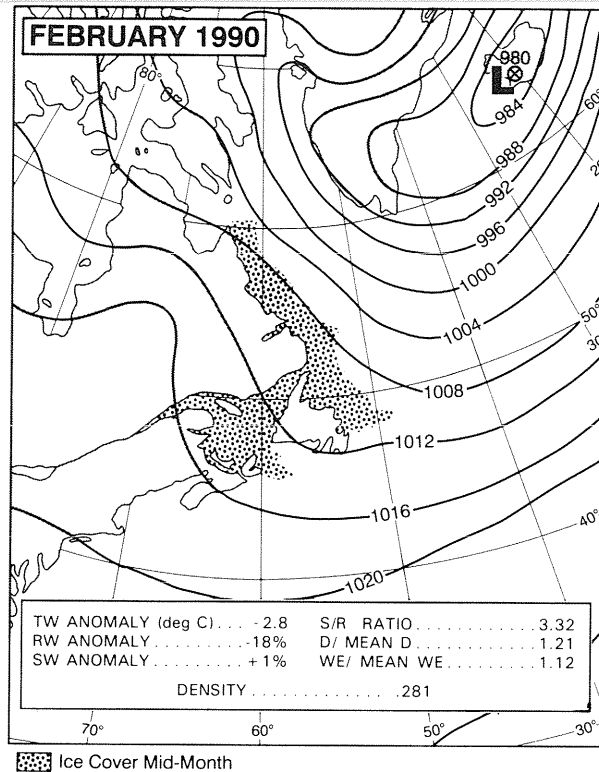 FEBRUARY 1990
80°
980
L
984
60°
988
992
996
1000
50°
1004
1008
1012
1016
40°
1020
TW ANOMALY (deg C) . . . . -2.8 S/R RATIO . . . . . . . . . . . . . 3.32
RW ANOMALY . . . . . . . . . -18% D/ MEAN D . . . . . . . . . . . . . 1.21
SW ANOMALY . . . . . . . . . + 1% WE/ MEAN WE . . . . . . . . . 1.12
DENSITY . . . . . . . . . . . . . . .281
70° 60° 50° 30°
Ice Cover Mid-Month